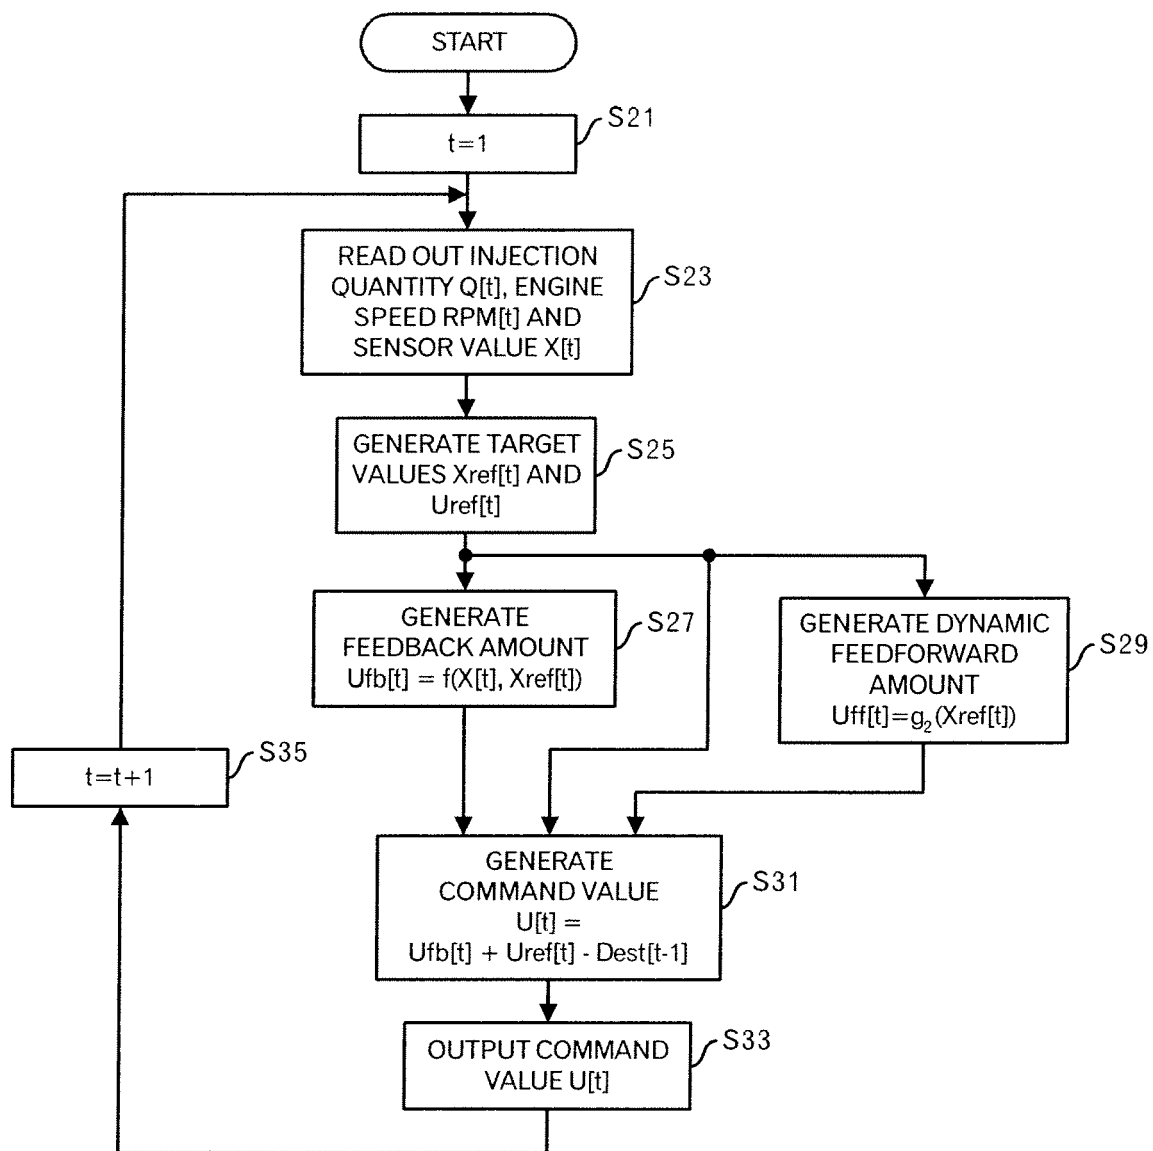 START
S21
t=1
READ OUT INJECTION
QUANTITY Q[t], ENGINE
SPEED RPM[t] AND
SENSOR VALUE X[t]
S23
GENERATE TARGET
VALUES Xref[t] AND
Uref[t]
S25
GENERATE
FEEDBACK AMOUNT
Ufb[t] = f(X[t], Xref[t])
S27
GENERATE DYNAMIC
FEEDFORWARD
AMOUNT
Uff[t]=g₂(Xref[t])
S29
t=t+1
S35
GENERATE
COMMAND VALUE
U[t] =
Ufb[t] + Uref[t] - Dest[t-1]
S31
OUTPUT COMMAND
VALUE U[t]
S33